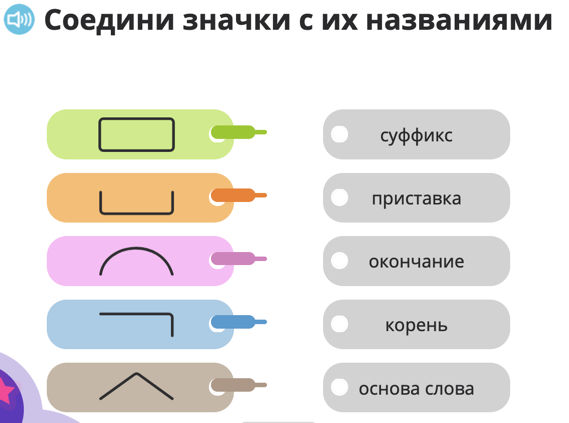 Соедини значки с их названиями
суффикс
приставка
окончание
корень
основа слова